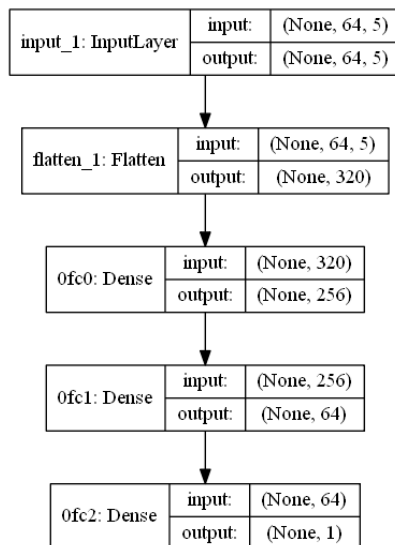 input_1: InputLayer
input: (None, 64, 5)
output: (None, 64, 5)
flatten_1: Flatten
input: (None, 64, 5)
output: (None, 320)
0fc0: Dense
input: (None, 320)
output: (None, 256)
0fc1: Dense
input: (None, 256)
output: (None, 64)
0fc2: Dense
input: (None, 64)
output: (None, 1)